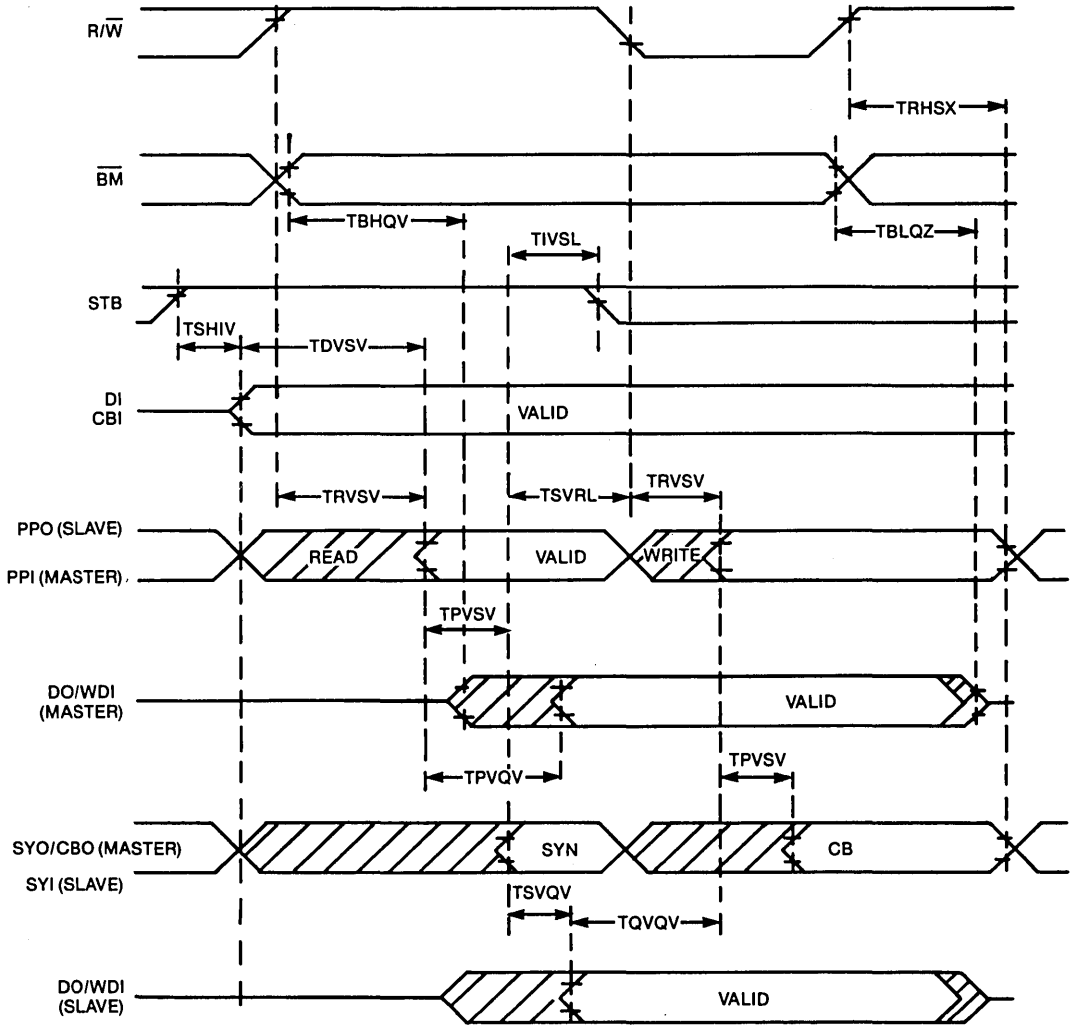 R/W̅
TRHSX
B̅M̅
TBHQV
TBLQZ
TIVSL
STB
TSHIV
TDVSV
DI
CBI
VALID
TRVSV
TSVRL
TRVSV
PPO (SLAVE)
READ
VALID
WRITE
PPI (MASTER)
TPVSV
DO/WDI
(MASTER)
VALID
TPVQV
TPVSV
SYO/CBO (MASTER)
SYN
CB
SYI (SLAVE)
TSVQV
TQVQV
DO/WDI
(SLAVE)
VALID